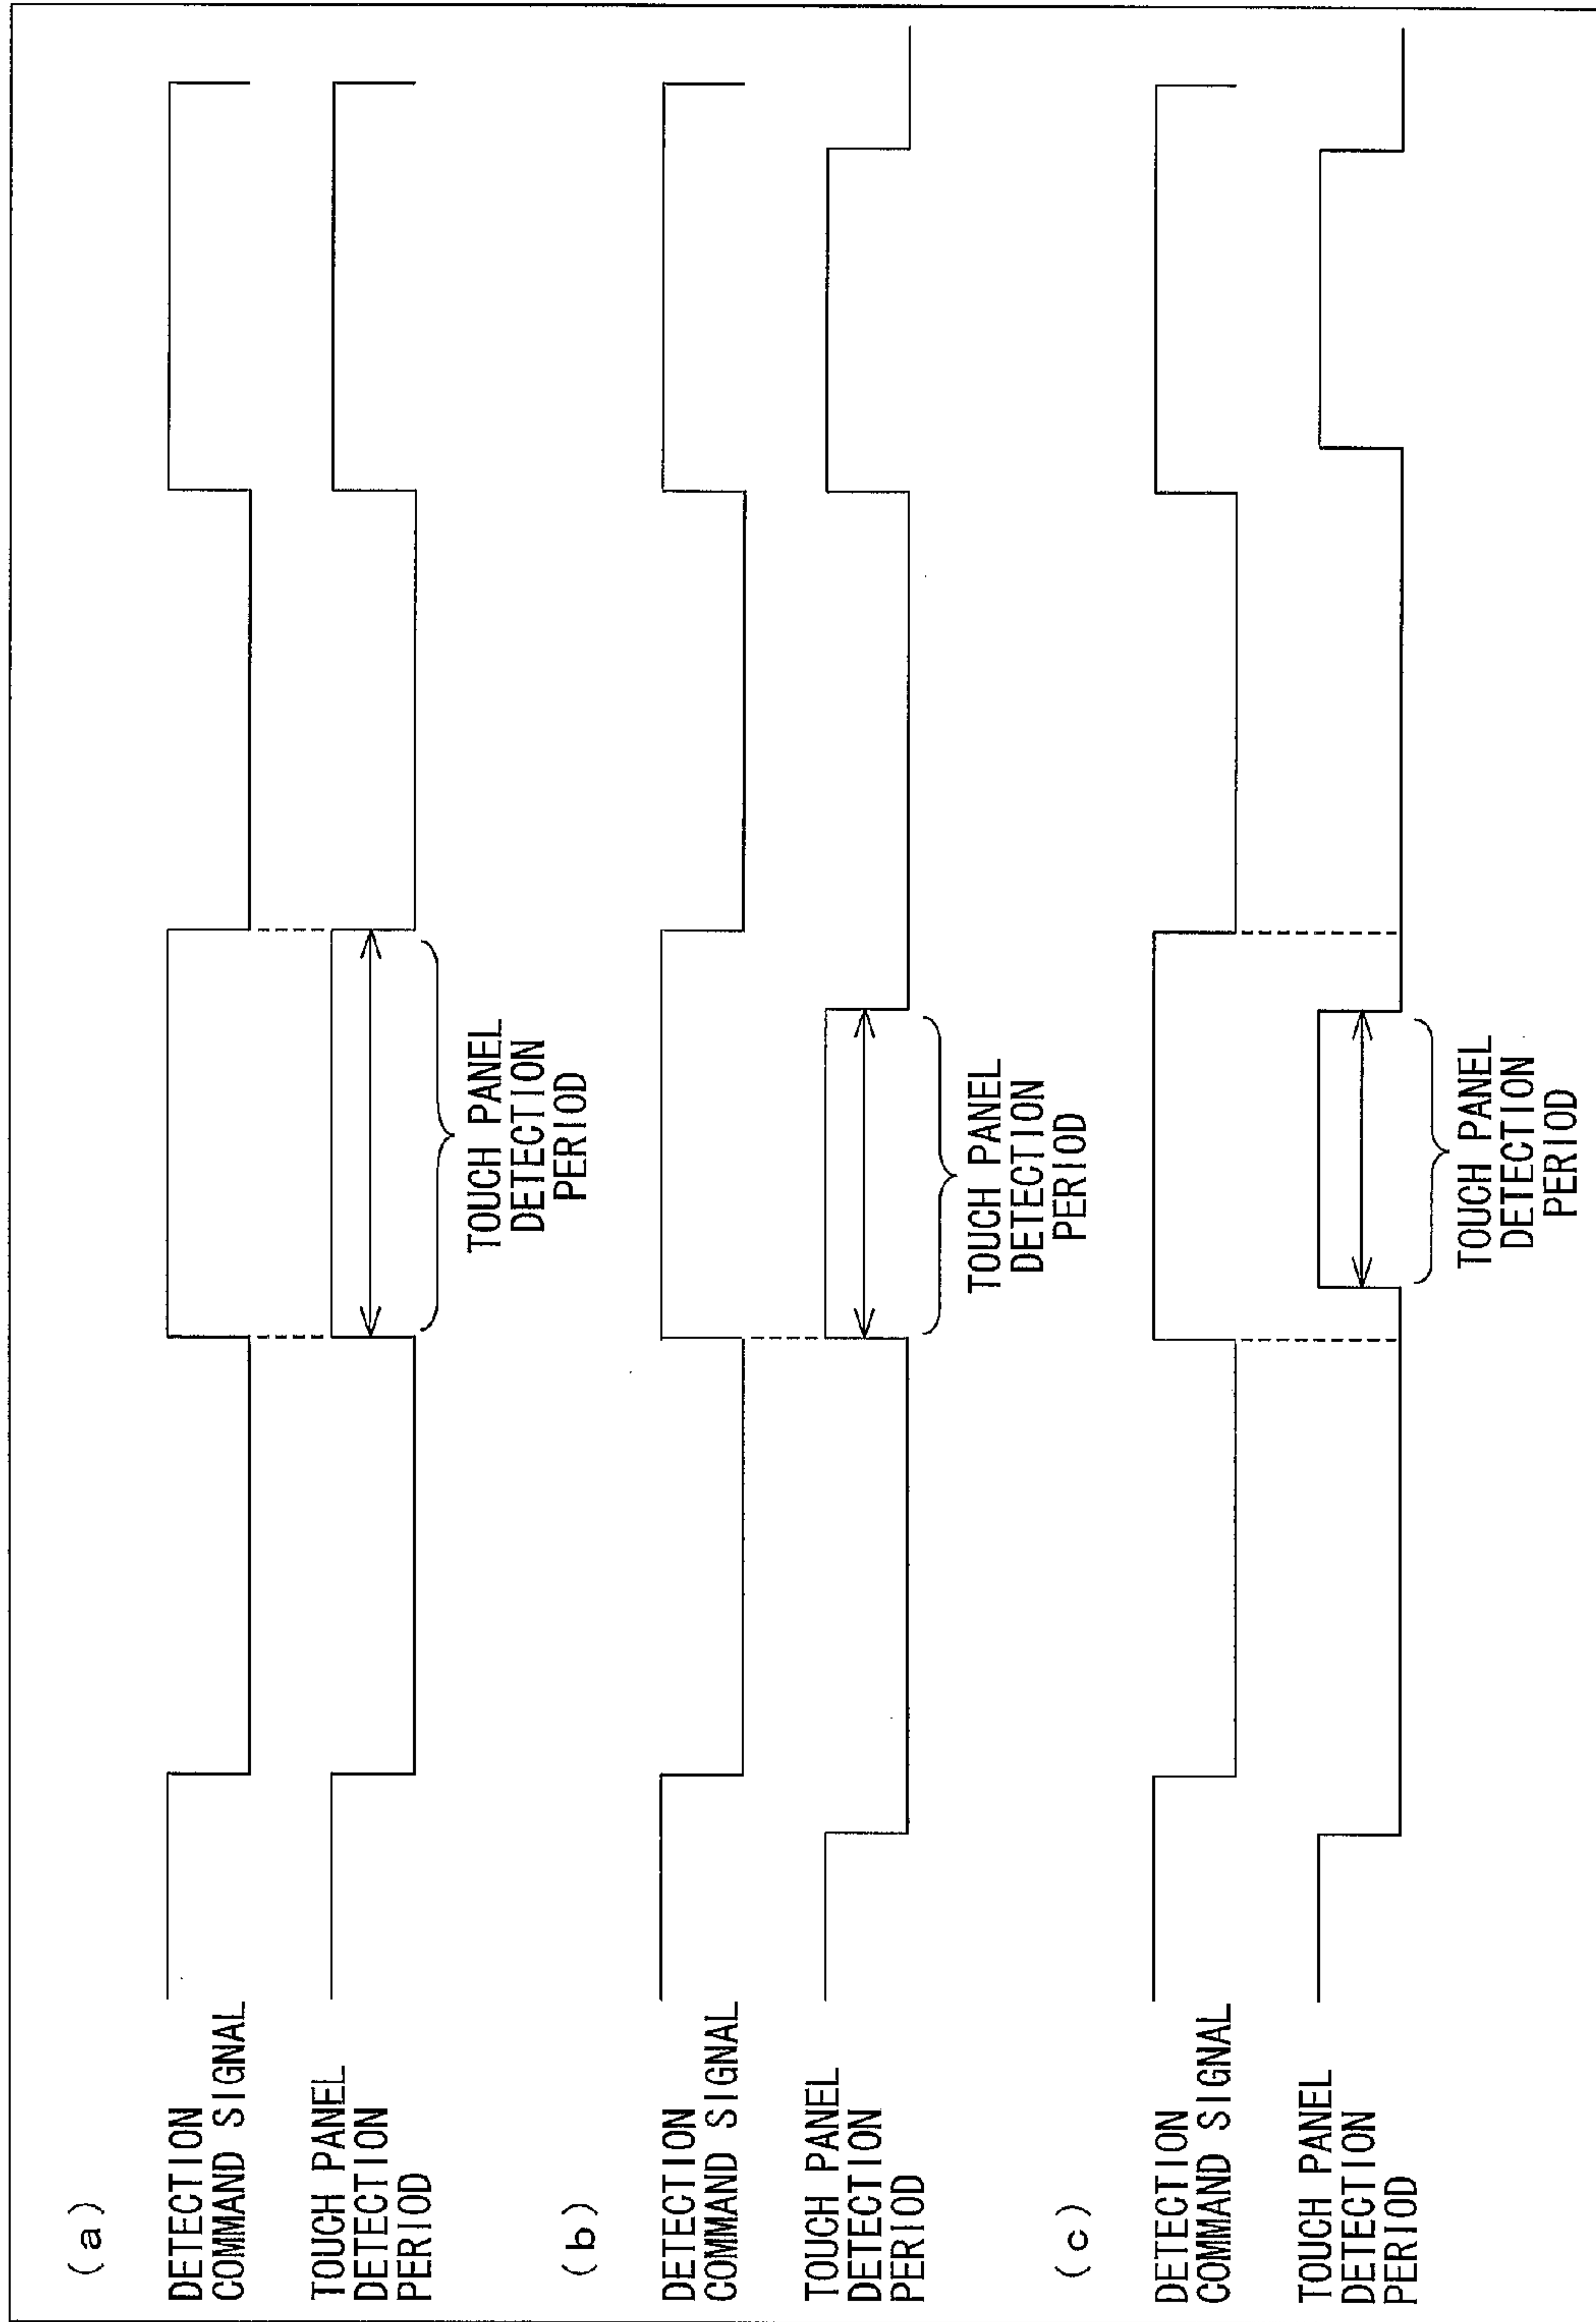 (a)
DETECTION
COMMAND SIGNAL
TOUCH PANEL
DETECTION
PERIOD
TOUCH PANEL
DETECTION
PERIOD
(b)
DETECTION
COMMAND SIGNAL
TOUCH PANEL
DETECTION
PERIOD
TOUCH PANEL
DETECTION
PERIOD
(c)
DETECTION
COMMAND SIGNAL
TOUCH PANEL
DETECTION
PERIOD
TOUCH PANEL
DETECTION
PERIOD